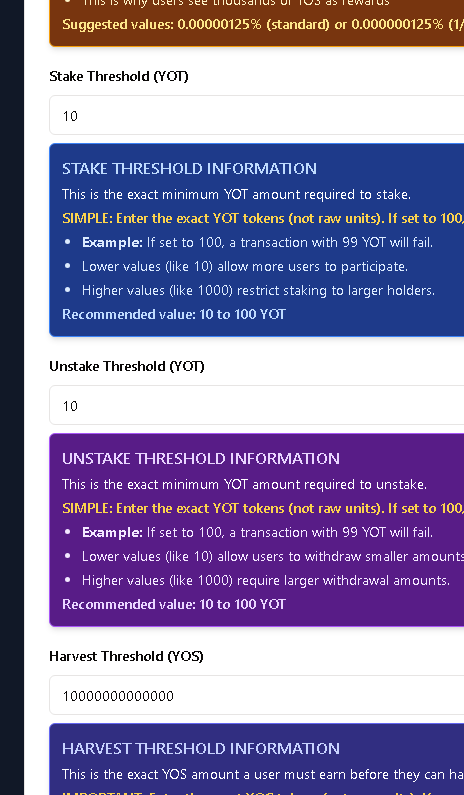 This is why users see thousands of YOS as rewards
Suggested values: 0.00000125% (standard) or 0.000000125% (1/
Stake Threshold (YOT)
10
STAKE THRESHOLD INFORMATION
This is the exact minimum YOT amount required to stake.
SIMPLE: Enter the exact YOT tokens (not raw units). If set to 100,
• Example: If set to 100, a transaction with 99 YOT will fail.
• Lower values (like 10) allow more users to participate.
• Higher values (like 1000) restrict staking to larger holders.
Recommended value: 10 to 100 YOT
Unstake Threshold (YOT)
10
UNSTAKE THRESHOLD INFORMATION
This is the exact minimum YOT amount required to unstake.
SIMPLE: Enter the exact YOT tokens (not raw units). If set to 100,
• Example: If set to 100, a transaction with 99 YOT will fail.
• Lower values (like 10) allow users to withdraw smaller amounts
• Higher values (like 1000) require larger withdrawal amounts.
Recommended value: 10 to 100 YOT
Harvest Threshold (YOS)
10000000000000
HARVEST THRESHOLD INFORMATION
This is the exact YOS amount a user must earn before they can ha